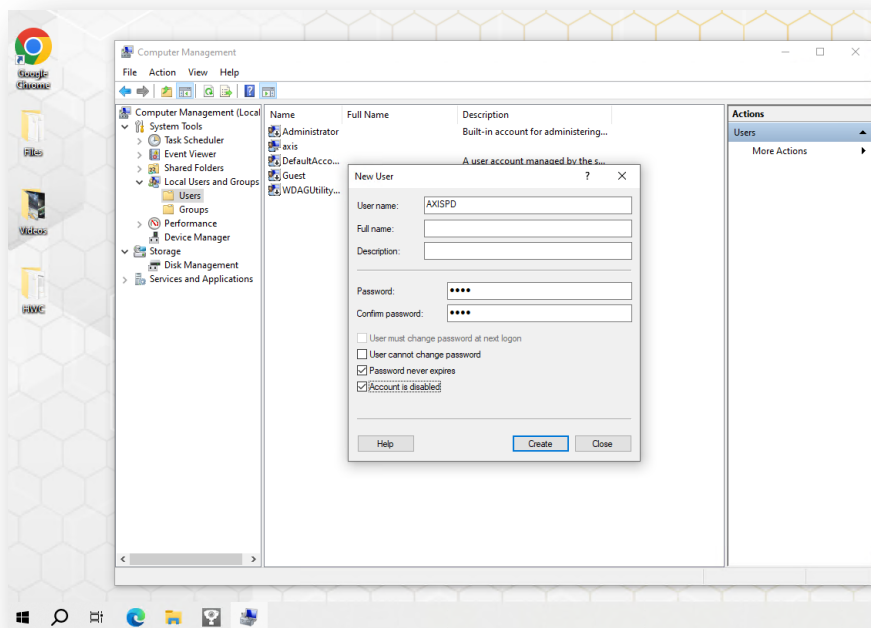 Google
Chrome
Files
Videos
HWC
Computer Management
File Action View Help
Computer Management (Local
System Tools
Task Scheduler
Event Viewer
Shared Folders
Local Users and Groups
Users
Groups
Performance
Device Manager
Storage
Disk Management
Services and Applications
Name Full Name Description
Administrator Built-in account for administering...
axis
DefaultAcco... A user account managed by the s...
Guest
WDAGUtility...
Actions
Users
More Actions
New User
User name: AXISPD
Full name:
Description:
Password: ••••
Confirm password: ••••
User must change password at next logon
User cannot change password
Password never expires
Account is disabled
Help Create Close